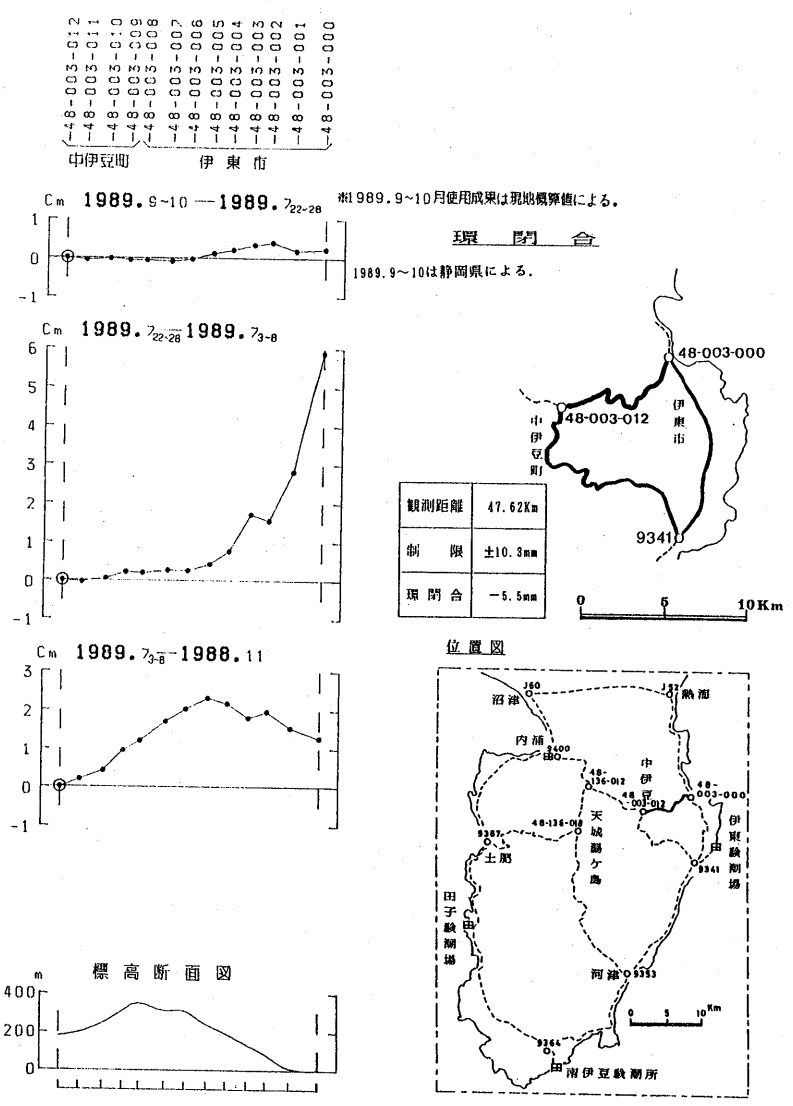 -48-003-012
-48-003-011
-48-003-010
-48-003-009
-48-003-008
-48-003-007
-48-003-006
-48-003-005
-48-003-004
-48-003-003
-48-003-002
-48-003-001
-48-003-000
中伊豆町 伊東市
Cm 1989.9~10 — 1989.7 22~28 ※1989.9~10月使用成果は現地概算値による。
1
0
-1
1989.9~10は静岡県による.
環閉合
Cm 1989.7 22~28 - 1989.7 3~8
6
5
4
3
2
1
0
-1
48-003-000
48-003-012
伊東市
中伊豆町
9341
観測距離 47.62Km
制限 ±10.3mm
環閉合 -5.5mm
0 5 10Km
Cm 1989.7 3~8 - 1988.11
3
2
1
0
-1
位置図
J60
J52
沼津
熱海
内浦
9400
中伊豆
48-136-012
48-003-012
48-003-000
伊東験潮場
9387
48-136-018
土肥
天城湯ケ島
9341
田子験潮場
河津
9353
0 5 10Km
9364
南伊豆験潮所
標高断面図
m
400
200
0